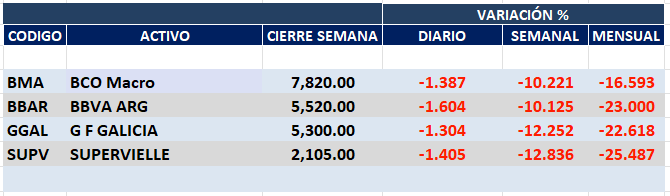 VARIACIÓN %
CODIGO ACTIVO CIERRE SEMANA DIARIO SEMANAL MENSUAL
BMA BCO Macro 7,820.00 -1.387 -10.221 -16.593
BBAR BBVA ARG 5,520.00 -1.604 -10.125 -23.000
GGAL G F GALICIA 5,300.00 -1.304 -12.252 -22.618
SUPV SUPERVIELLE 2,105.00 -1.405 -12.836 -25.487